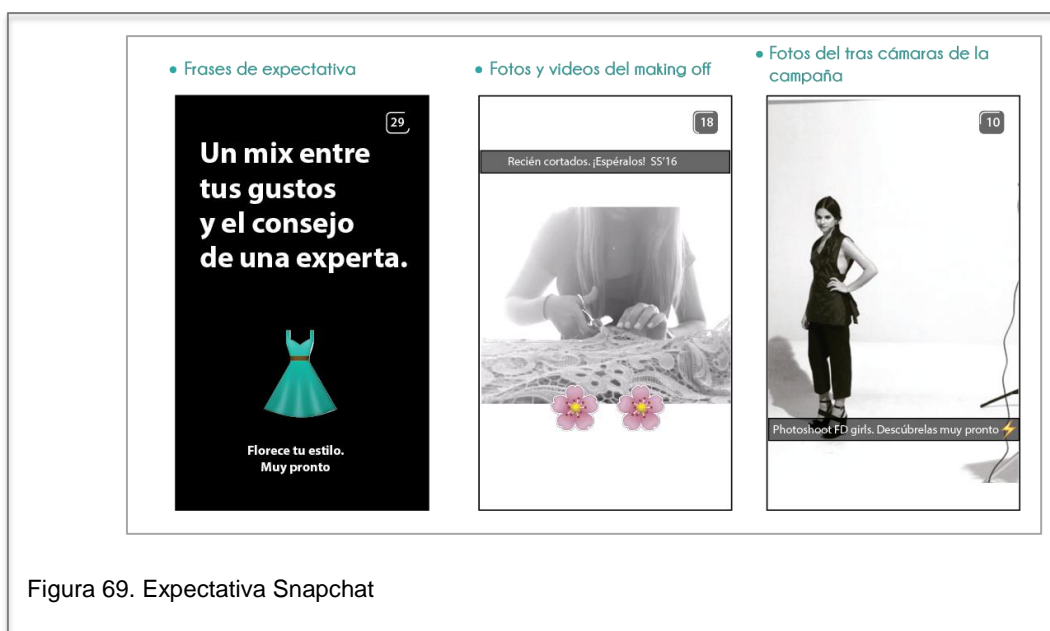 • Frases de expectativa
29
Un mix entre
tus gustos
y el consejo
de una experta.
Florece tu estilo.
Muy pronto
• Fotos y videos del making off
18
Recién cortados. ¡Espéralos! SS'16
• Fotos del tras cámaras de la
campaña
10
Photoshoot FD girls. Descúbrelas muy pronto⚡
Figura 69. Expectativa Snapchat